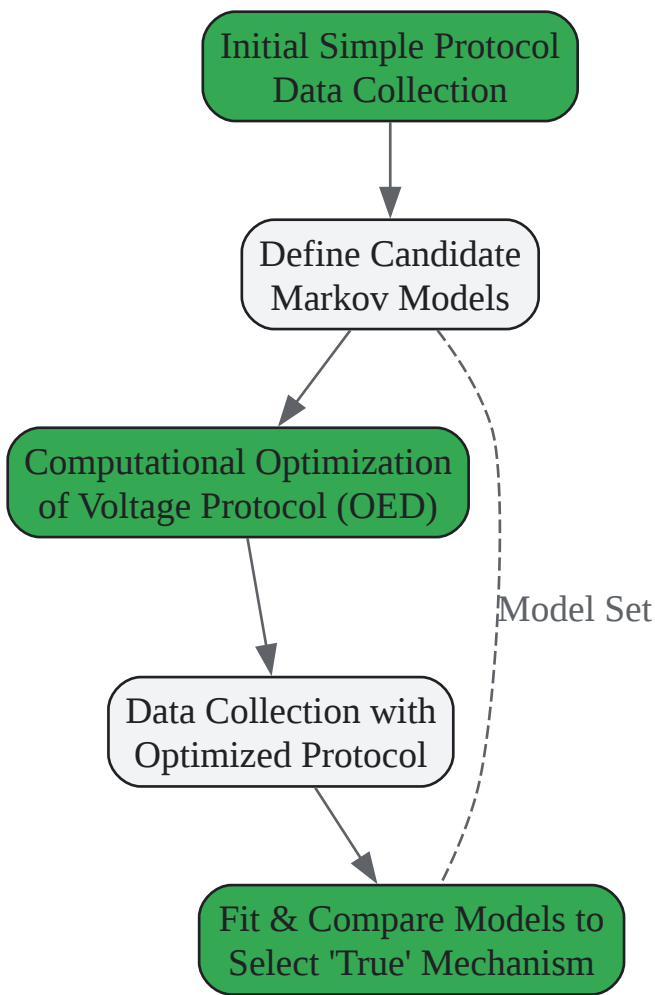 Initial Simple Protocol
Data Collection
Define Candidate
Markov Models
Computational Optimization
of Voltage Protocol (OED)
Model Set
Data Collection with
Optimized Protocol
Fit & Compare Models to
Select 'True' Mechanism